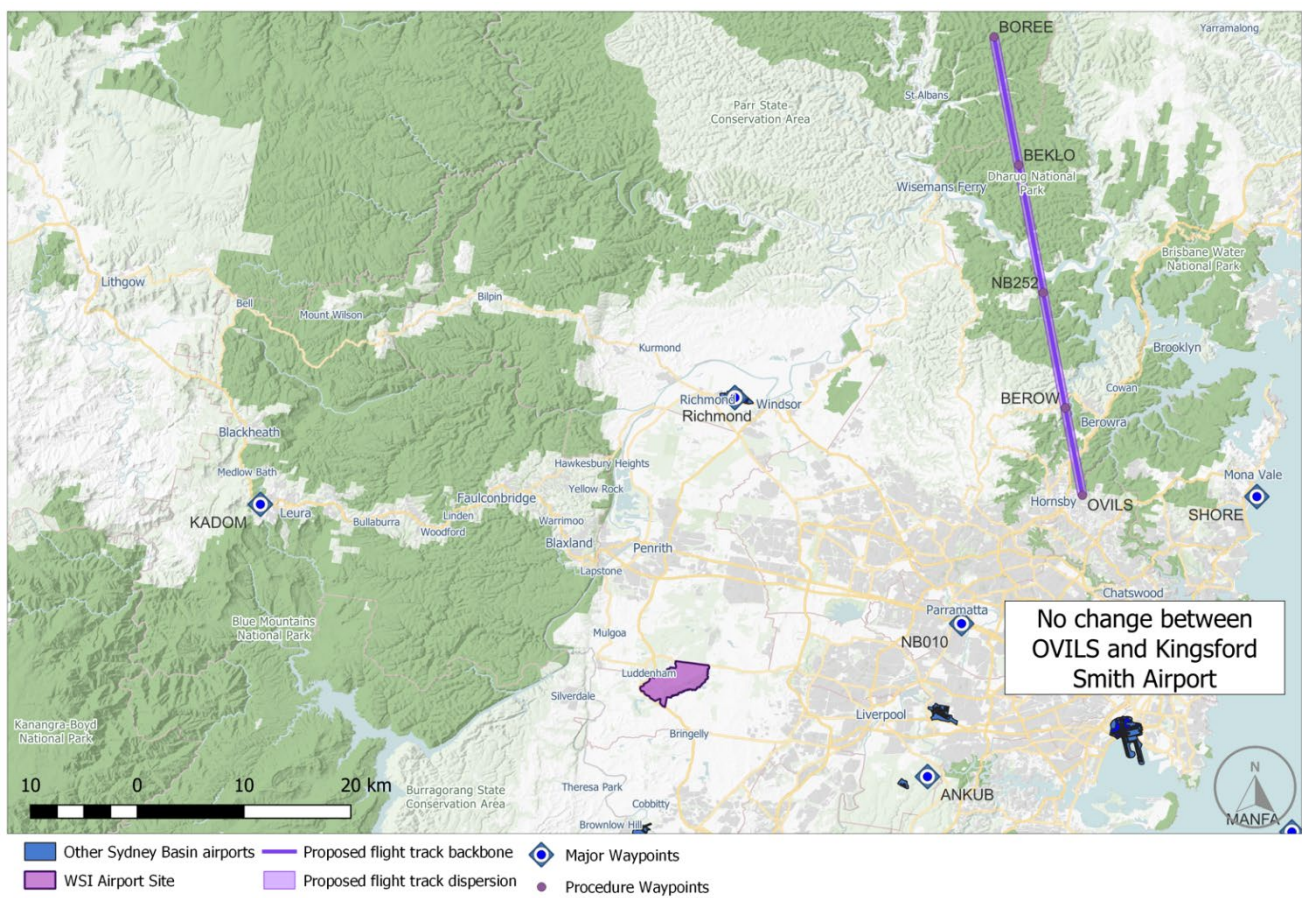 BOREE
Yarramalong
St Albans
Parr State
Conservation Area
BEKLO
Dharug National
Park
Wisemans Ferry
Brisbane Water
National Park
Lithgow
NB252
Bell
Bilpin
Mount Wilson
Kurmond
Brooklyn
Cowan
Richmond
Windsor
BEROW
Richmond
Berowra
Blackheath
Hawkesbury Heights
Medlow Bath
Mona Vale
Yellow Rock
Faulconbridge
Hornsby
OVILS
KADOM
Leura
Linden
SHORE
Bullaburra
Warrimoo
Woodford
Blaxland
Penrith
Lapstone
Chatswood
Parramatta
Blue Mountains
National Park
Mulgoa
NB010
No change between
OVILS and Kingsford
Smith Airport
Luddenham
Silverdale
Liverpool
Kanangra-Boyd
National Park
Bringelly
10 0 10 20 km
Theresa Park
Burragorang State
Conservation Area
ANKUB
N
Cobbitty
MANFA
Brownlow Hill
Other Sydney Basin airports
Proposed flight track backbone
Major Waypoints
WSI Airport Site
Proposed flight track dispersion
Procedure Waypoints